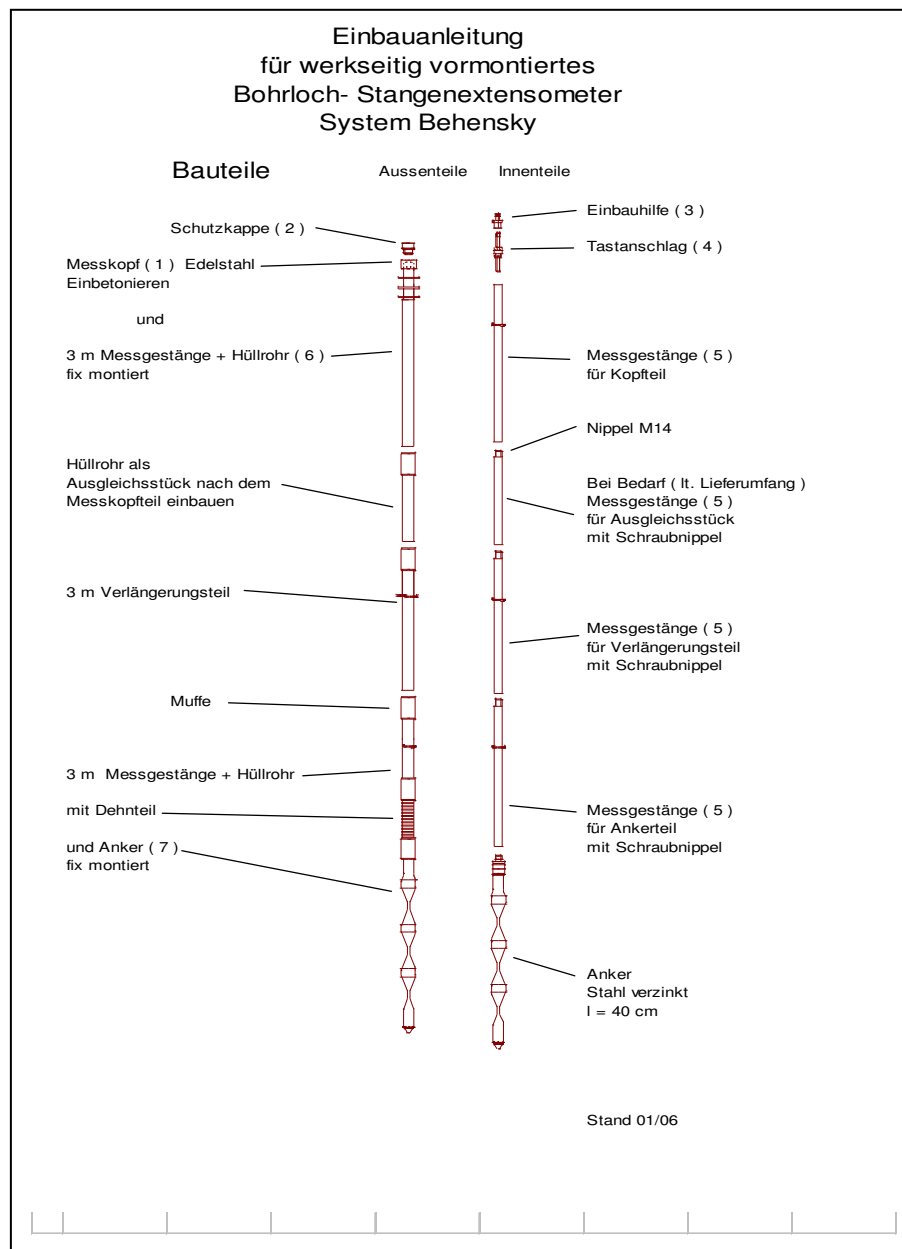 Einbauanleitung
für werkseitig vormontiertes
Bohrloch- Stangenextensometer
System Behensky
Bauteile
Aussenteile
Innenteile
Schutzkappe ( 2 )
Messkopf ( 1 ) Edelstahl
Einbetonieren
und
3 m Messgestänge + Hüllrohr ( 6 )
fix montiert
Hüllrohr als
Ausgleichsstück nach dem
Messkopfteil einbauen
3 m Verlängerungsteil
Muffe
3 m Messgestänge + Hüllrohr
mit Dehnteil
und Anker ( 7 )
fix montiert
Einbauhilfe ( 3 )
Tastanschlag ( 4 )
Messgestänge ( 5 )
für Kopfteil
Nippel M14
Bei Bedarf ( lt. Lieferumfang )
Messgestänge ( 5 )
für Ausgleichsstück
mit Schraubnippel
Messgestänge ( 5 )
für Verlängerungsteil
mit Schraubnippel
Messgestänge ( 5 )
für Ankerteil
mit Schraubnippel
Anker
Stahl verzinkt
l = 40 cm
Stand 01/06